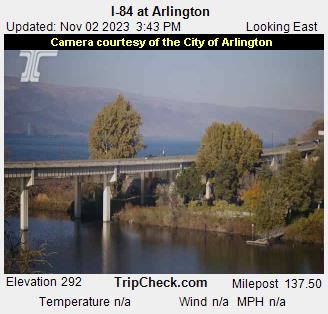 I-84 at Arlington
Updated: Nov 02 2023 3:43 PM Looking East
Camera courtesy of the City of Arlington
Elevation 292 TripCheck.com Milepost 137.50
Temperature n/a Wind n/a MPH n/a